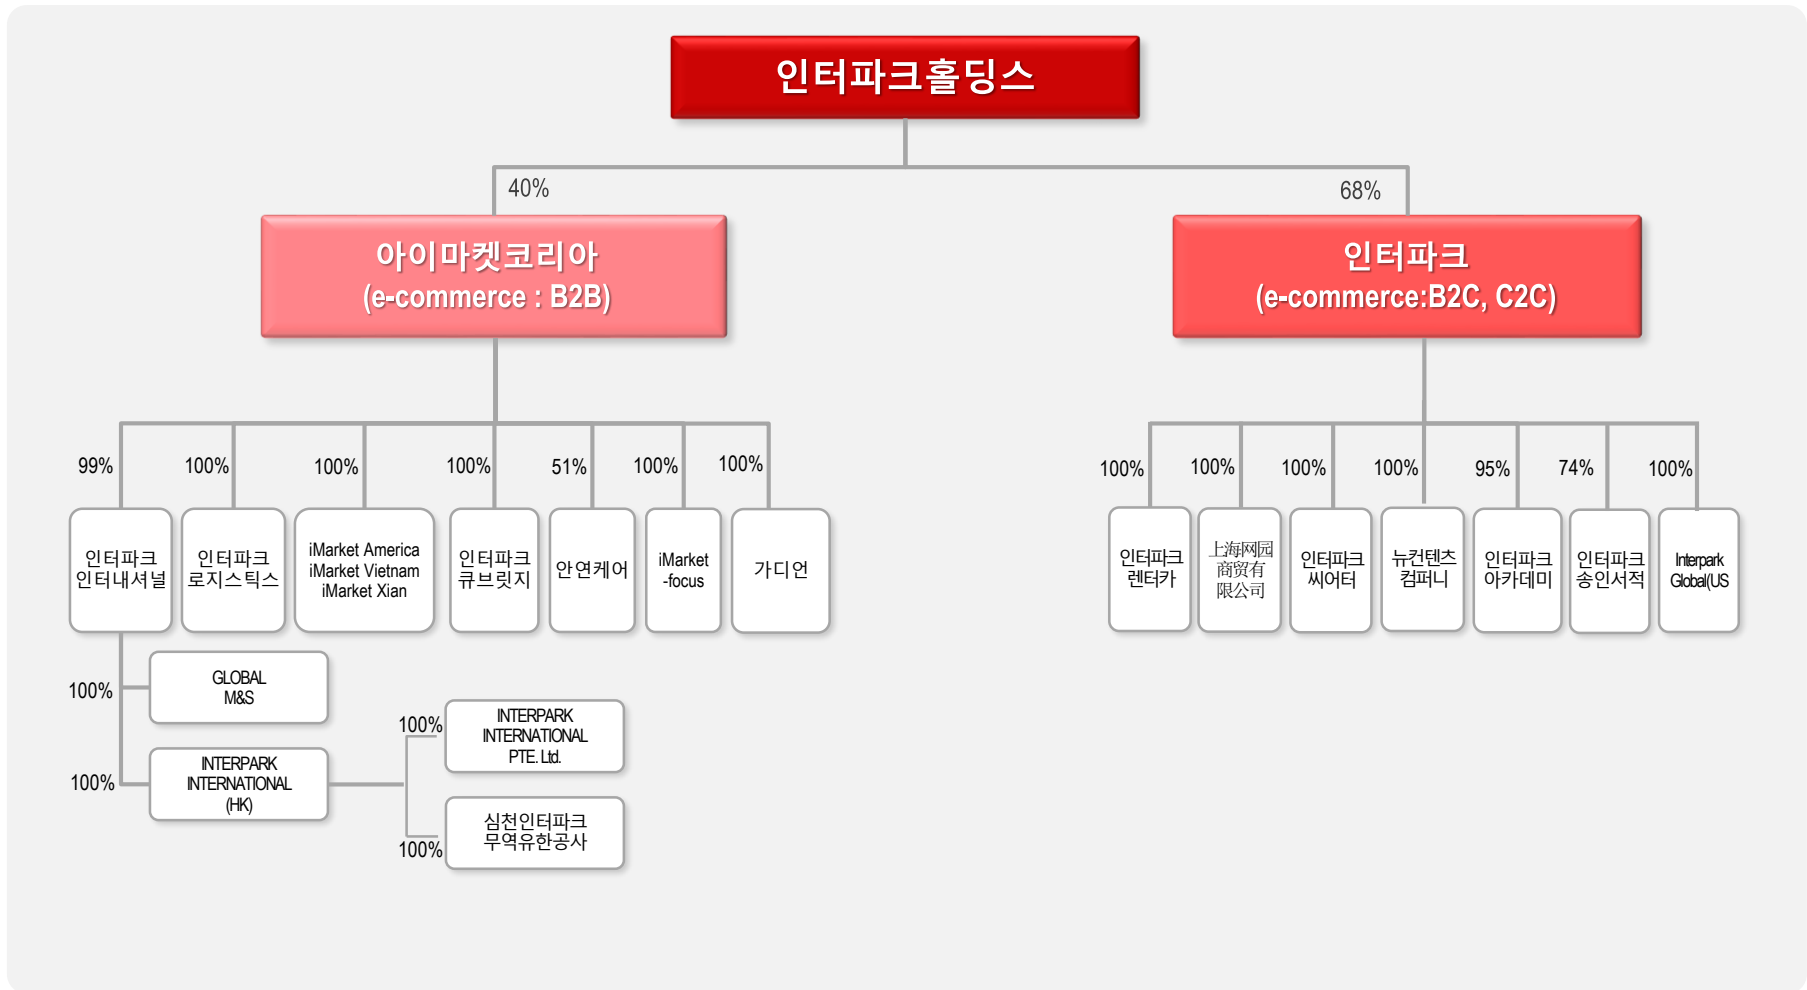 인터파크홀딩스
40%
68%
아이마켓코리아
(e-commerce : B2B)
인터파크
(e-commerce:B2C, C2C)
99%
100%
100%
100%
51%
100%
100%
100%
100%
100%
100%
95%
74%
100%
인터파크
인터내셔널
인터파크
로지스틱스
iMarket America
iMarket Vietnam
iMarket Xian
인터파크
큐브릿지
안연케어
iMarket
-focus
가디언
인터파크
렌터카
上海网园
商贸有
限公司
인터파크
씨어터
뉴컨텐츠
컴퍼니
인터파크
아카데미
인터파크
송인서적
Interpark
Global(US
100%
GLOBAL
M&S
100%
INTERPARK
INTERNATIONAL
(HK)
100%
INTERPARK
INTERNATIONAL
PTE. Ltd.
100%
심천인터파크
무역유한공사